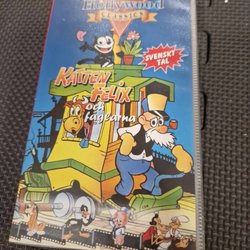 Hollywood
CLASSICS
SVENSKT
TAL
KATTEN
FELIX
och
fåglarna